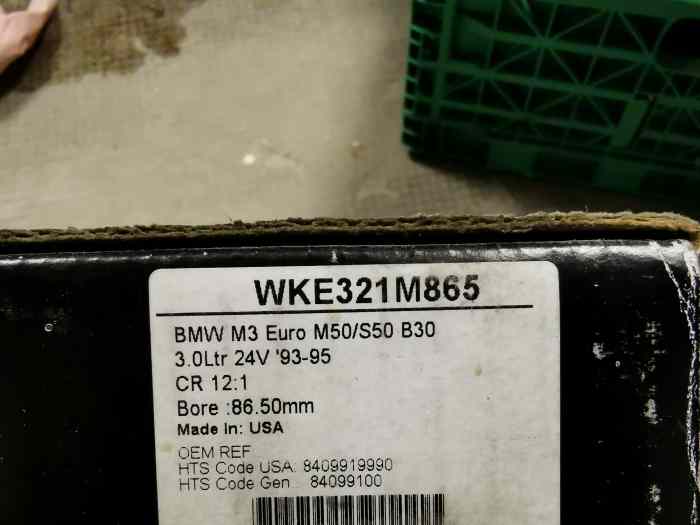 WKE321M865
BMW M3 Euro M50/S50 B30
3.0Ltr 24V '93-95
CR 12:1
Bore :86.50mm
Made In: USA
OEM REF
HTS Code USA: 8409919990
HTS Code Gen : 84099100